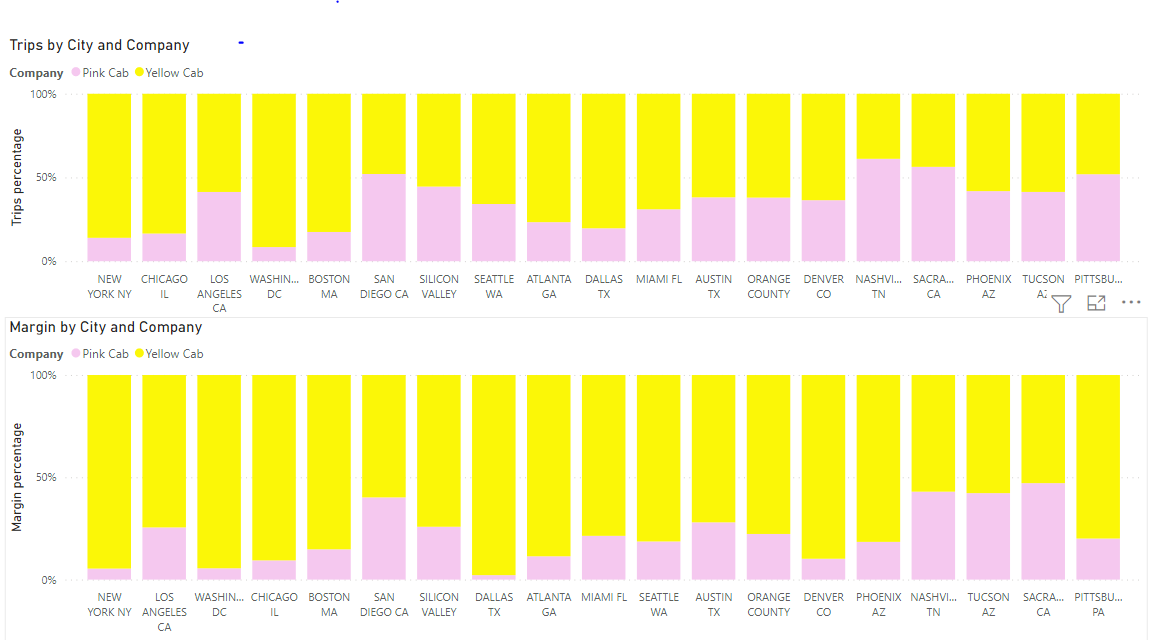 Trips by City and Company
Company Pink Cab Yellow Cab
Trips percentage
100%
50%
0%
NEW
YORK NY
CHICAGO
IL
LOS
ANGELES
CA
WASHIN...
DC
BOSTON
MA
SAN
DIEGO CA
SILICON
VALLEY
SEATTLE
WA
ATLANTA
GA
DALLAS
TX
MIAMI FL
AUSTIN
TX
ORANGE
COUNTY
DENVER
CO
NASHVI...
TN
SACRA...
CA
PHOENIX
AZ
TUCSON
AZ
PITTSBU...
Margin by City and Company
Company Pink Cab Yellow Cab
Margin percentage
100%
50%
0%
NEW
YORK NY
LOS
ANGELES
CA
WASHIN...
DC
CHICAGO
IL
BOSTON
MA
SAN
DIEGO CA
SILICON
VALLEY
DALLAS
TX
ATLANTA
GA
MIAMI FL
SEATTLE
WA
AUSTIN
TX
ORANGE
COUNTY
DENVER
CO
PHOENIX
AZ
NASHVI...
TN
TUCSON
AZ
SACRA...
CA
PITTSBU...
PA